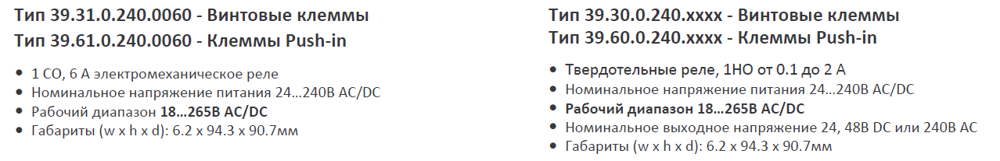 Тип 39.31.0.240.0060 - Винтовые клеммы
Тип 39.61.0.240.0060 - Клеммы Push-in
• 1 CO, 6 А электромеханическое реле
• Номинальное напряжение питания 24…240В AC/DC
• Рабочий диапазон 18…265В AC/DC
• Габариты (w x h x d): 6.2 x 94.3 x 90.7мм
Тип 39.30.0.240.xxxx - Винтовые клеммы
Тип 39.60.0.240.xxxx - Клеммы Push-in
• Твердотельные реле, 1НО от 0.1 до 2 А
• Номинальное напряжение питания 24…240В AC/DC
• Рабочий диапазон 18…265В AC/DC
• Номинальное выходное напряжение 24, 48В DC или 240В AC
• Габариты (w x h x d): 6.2 x 94.3 x 90.7мм